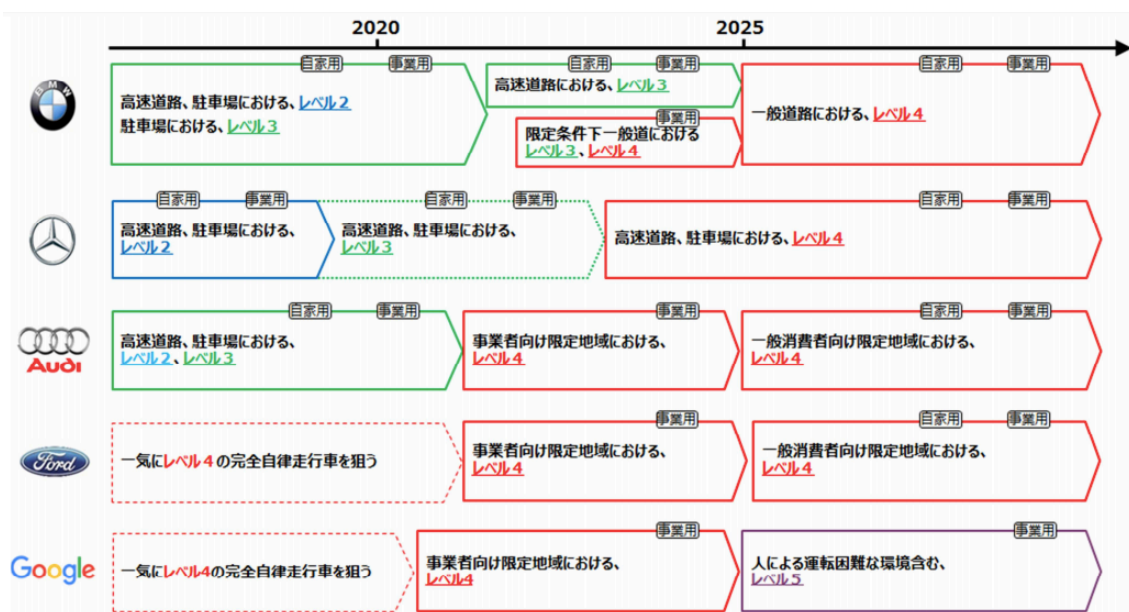 2020
2025
BMW
自家用
事業用
高速道路、駐車場における、レベル２
駐車場における、レベル３
自家用
事業用
高速道路における、レベル３
事業用
限定条件下一般道における
レベル３、レベル４
自家用
事業用
一般道路における、レベル４
自家用
事業用
高速道路、駐車場における、
レベル２
自家用
事業用
高速道路、駐車場における、
レベル３
自家用
事業用
高速道路、駐車場における、レベル４
Audi
自家用
事業用
高速道路、駐車場における、
レベル２、レベル３
事業用
事業者向け限定地域における、
レベル４
自家用
事業用
一般消費者向け限定地域における、
レベル４
Ford
一気にレベル４の完全自律走行車を狙う
事業用
事業者向け限定地域における、
レベル４
自家用
事業用
一般消費者向け限定地域における、
レベル４
Google
一気にレベル4の完全自律走行車を狙う
事業用
事業者向け限定地域における、
レベル4
事業用
人による運転困難な環境含む、
レベル５